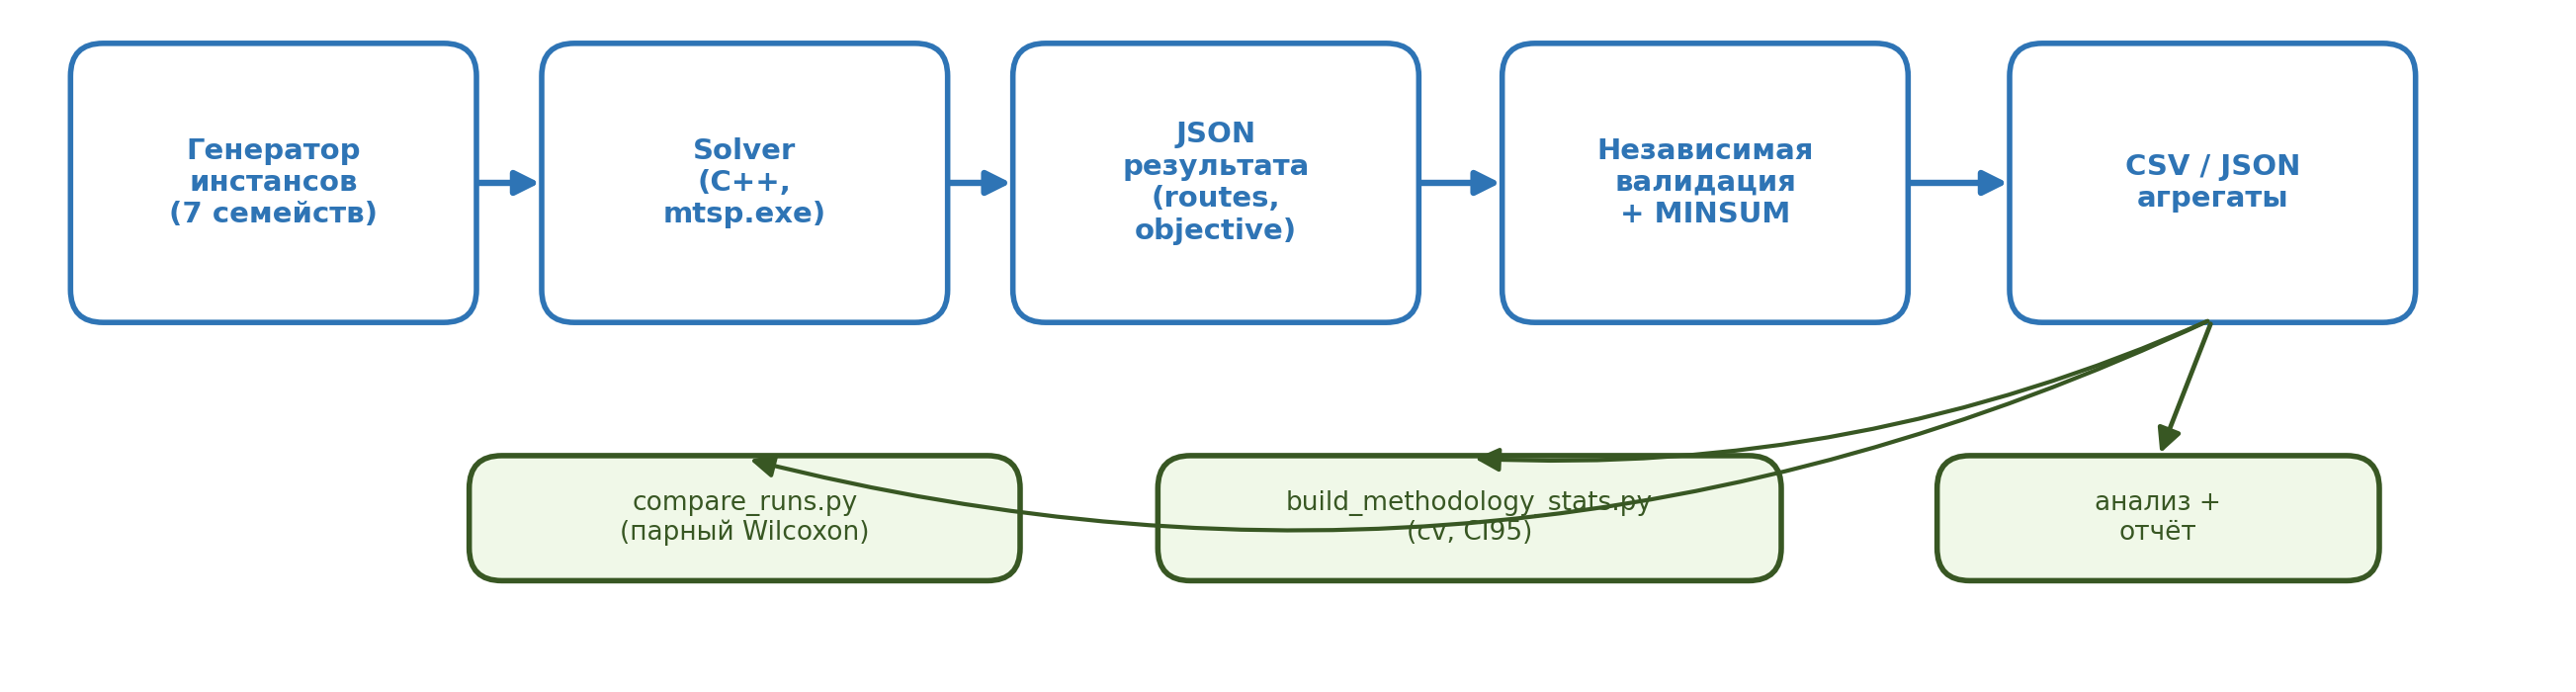 Генератор
инстансов
(7 семейств)
Solver
(C++,
mtsp.exe)
JSON
результата
(routes,
objective)
Независимая
валидация
+ MINSUM
CSV / JSON
агрегаты
compare_runs.py
(парный Wilcoxon)
build_methodology_stats.py
(cv, CI95)
анализ +
отчёт